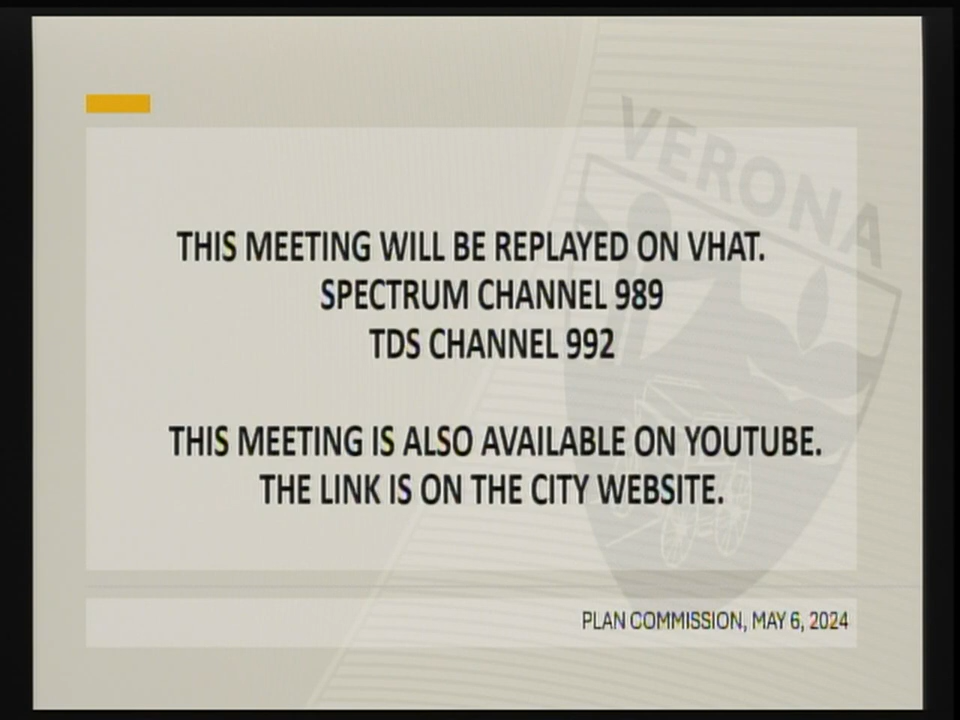 VERONA
THIS MEETING WILL BE REPLAYED ON VHAT.
SPECTRUM CHANNEL 989
TDS CHANNEL 992
THIS MEETING IS ALSO AVAILABLE ON YOUTUBE.
THE LINK IS ON THE CITY WEBSITE.
PLAN COMMISSION, MAY 6, 2024